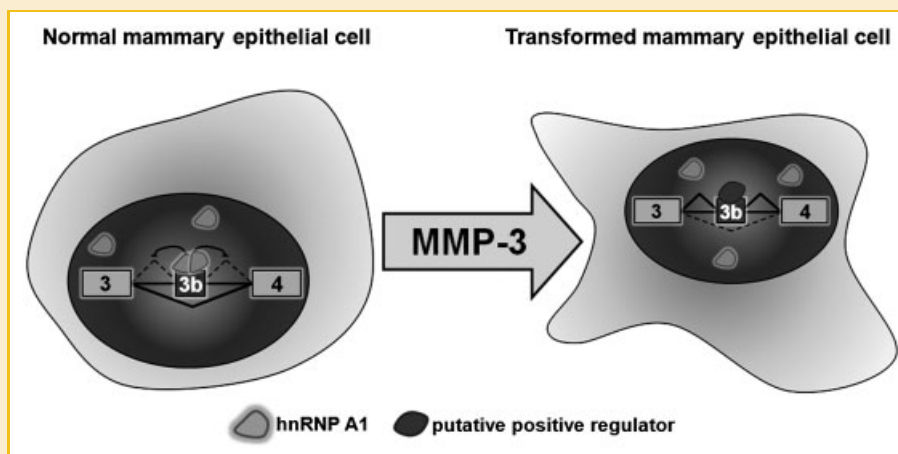 Normal mammary epithelial cell
Transformed mammary epithelial cell
3 3b 4
MMP-3
3 3b 4
hnRNP A1
putative positive regulator